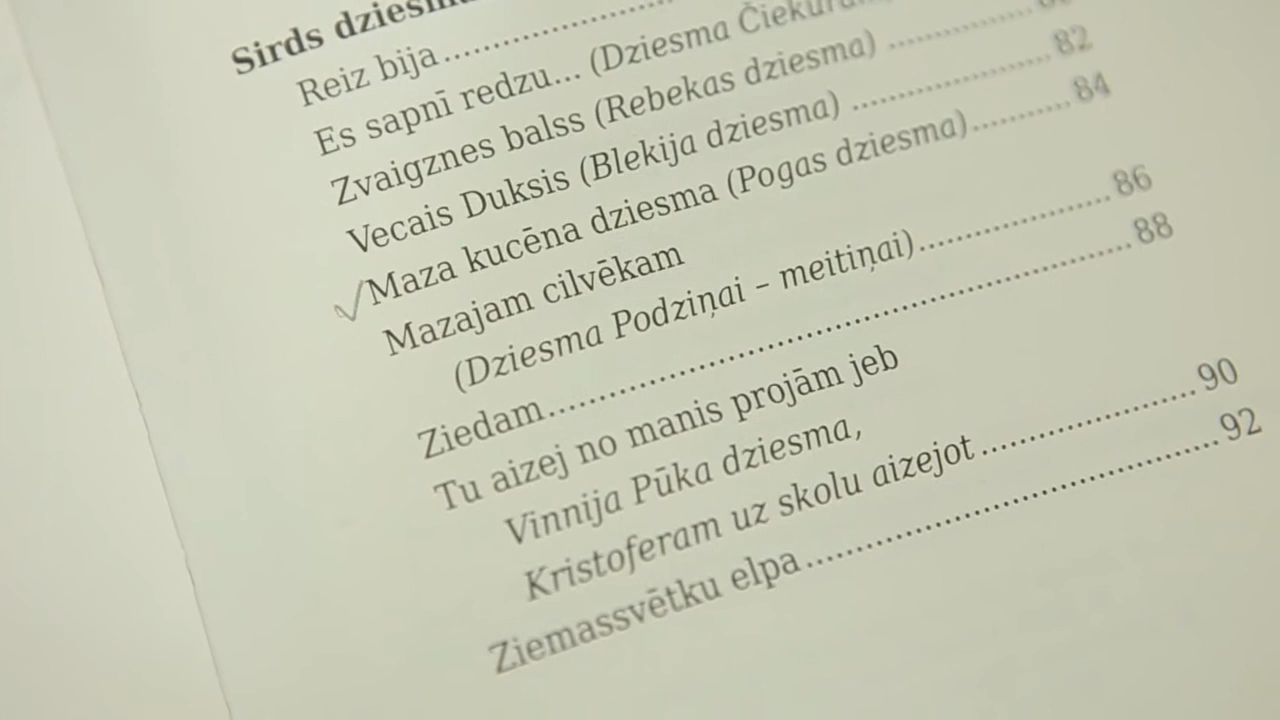 Sirds
Reiz bija ..........
Es sapnī redzu... (Dziesma
Zvaigznes balss (Rebekas dziesma) ..........
Vecais Duksis (Blekija dziesma) .......... 82
Maza kucēna dziesma (Pogas dziesma) .......... 84
Mazajam cilvēkam
(Dziesma Podziņai – meitiņai) .......... 86
Ziedam .......... 88
Tu aizej no manis projām jeb
Vinnija Pūka dziesma,
Kristoferam uz skolu aizejot .......... 90
Ziemassvētku elpa .......... 92